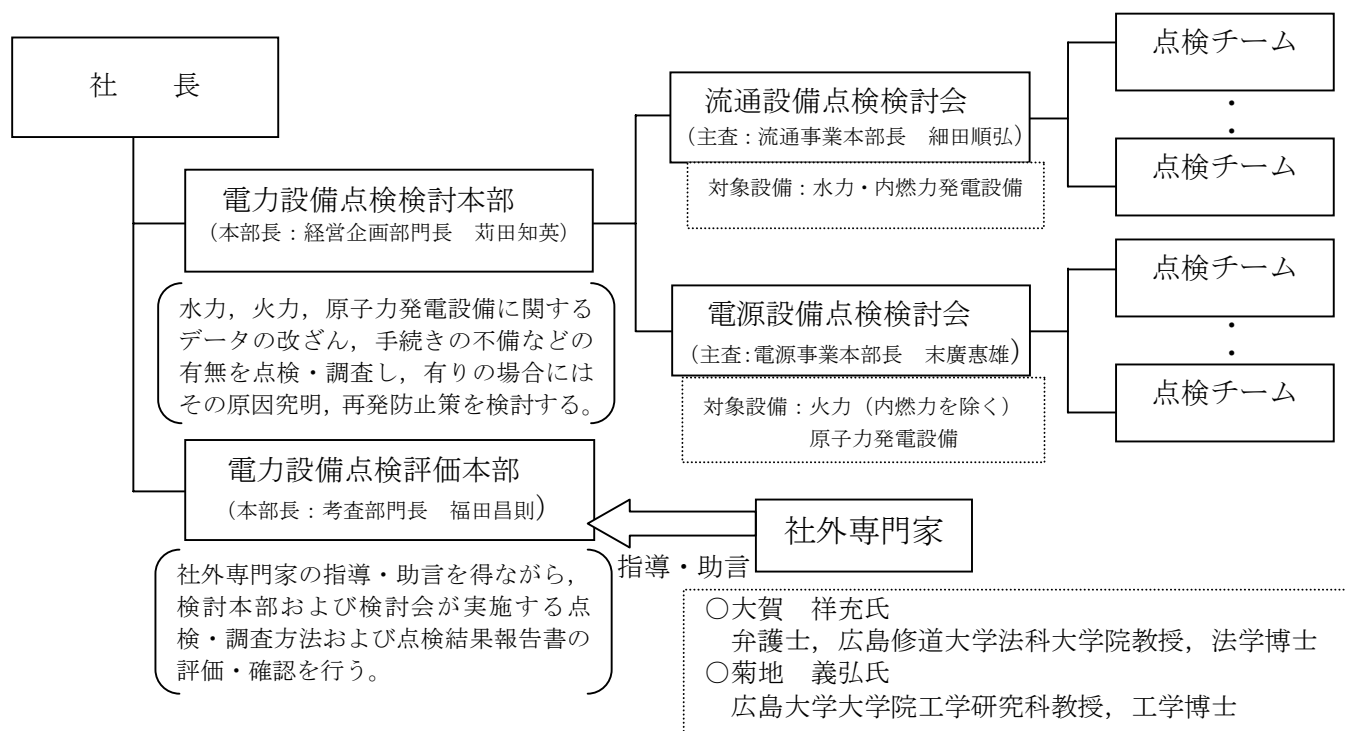 社　長
電力設備点検検討本部
（本部長：経営企画部門長　苅田知英）
水力，火力，原子力発電設備に関する
データの改ざん，手続きの不備などの
有無を点検・調査し，有りの場合には
その原因究明，再発防止策を検討する。
流通設備点検検討会
（主査：流通事業本部長　細田順弘）
対象設備：水力・内燃力発電設備
点検チーム
・
・
点検チーム
電源設備点検検討会
（主査：電源事業本部長　末廣惠雄）
対象設備：火力（内燃力を除く）
原子力発電設備
点検チーム
・
・
点検チーム
電力設備点検評価本部
（本部長：考査部門長　福田昌則）
社外専門家の指導・助言を得ながら，
検討本部および検討会が実施する点
検・調査方法および点検結果報告書の
評価・確認を行う。
指導・助言
社外専門家
○大賀　祥充氏
弁護士，広島修道大学法科大学院教授，法学博士
○菊地　義弘氏
広島大学大学院工学研究科教授，工学博士